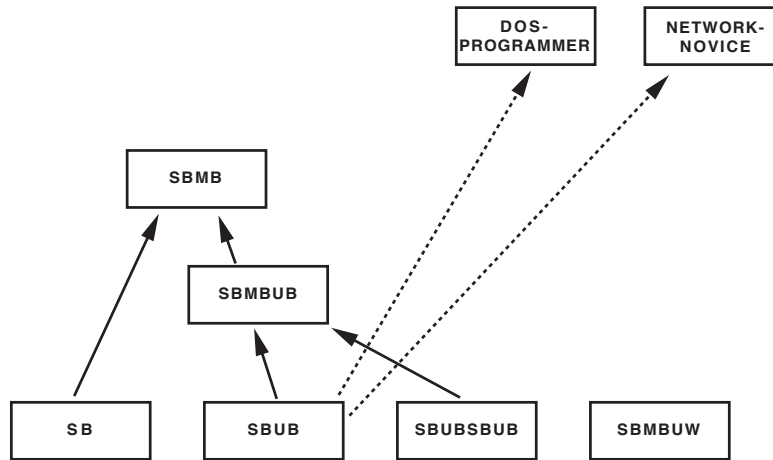 DOS-
PROGRAMMER
NETWORK-
NOVICE
SBMB
SBMBUB
SB
SBUB
SBUBSBUB
SBMBUW